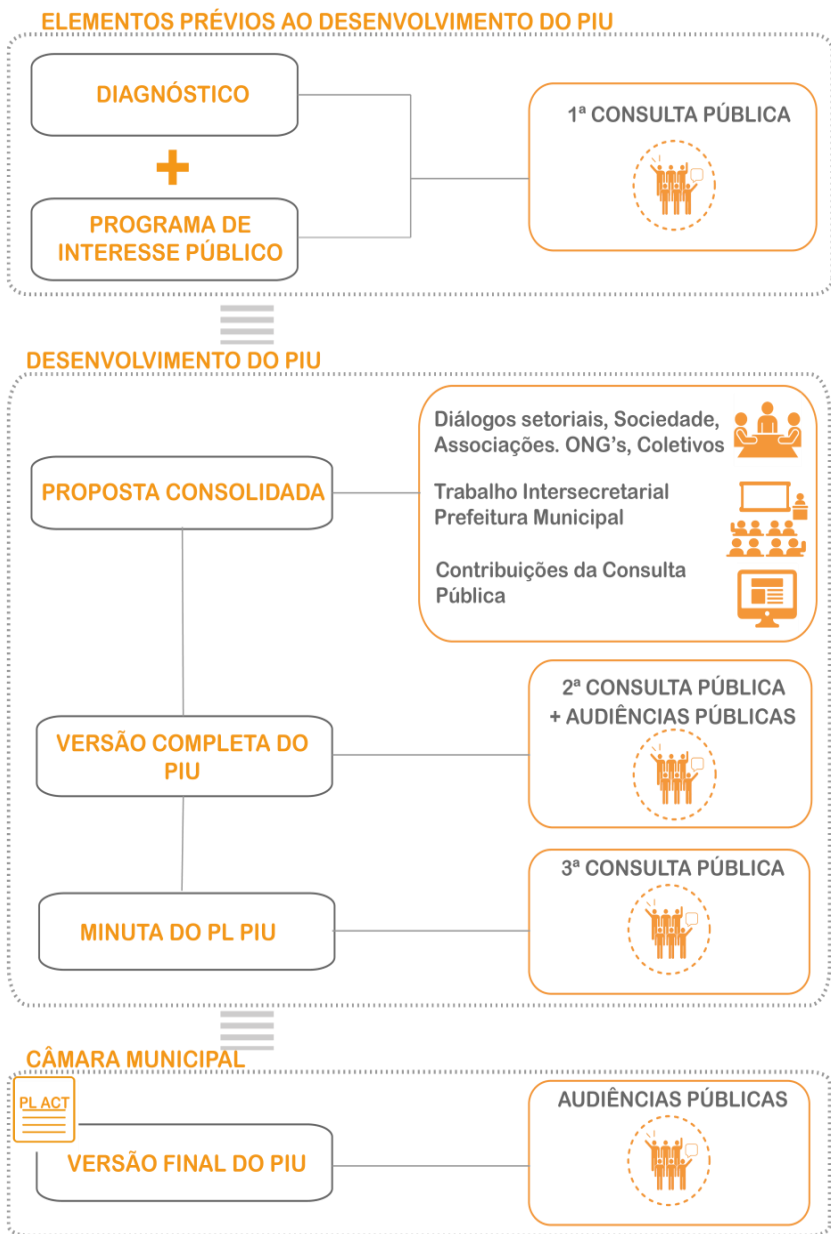 ELEMENTOS PRÉVIOS AO DESENVOLVIMENTO DO PIU
DIAGNÓSTICO
+
PROGRAMA DE
INTERESSE PÚBLICO
1ª CONSULTA PÚBLICA
DESENVOLVIMENTO DO PIU
PROPOSTA CONSOLIDADA
Diálogos setoriais, Sociedade,
Associações. ONG's, Coletivos
Trabalho Intersecretarial
Prefeitura Municipal
Contribuições da Consulta
Pública
VERSÃO COMPLETA DO
PIU
2ª CONSULTA PÚBLICA
+ AUDIÊNCIAS PÚBLICAS
MINUTA DO PL PIU
3ª CONSULTA PÚBLICA
CÂMARA MUNICIPAL
PL ACT
VERSÃO FINAL DO PIU
AUDIÊNCIAS PÚBLICAS